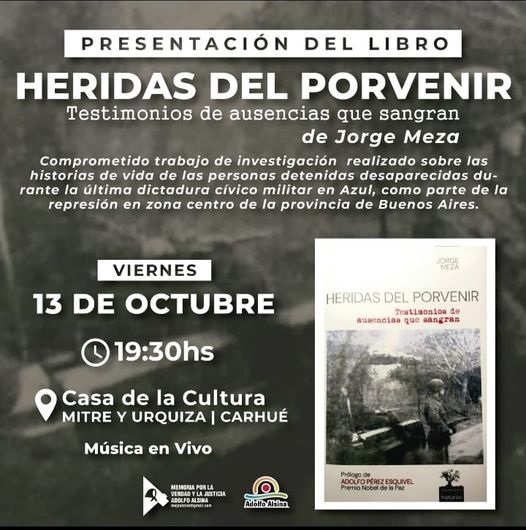 PRESENTACIÓN DEL LIBRO
HERIDAS DEL PORVENIR
Testimonios de ausencias que sangran
de Jorge Meza
Comprometido trabajo de investigación realizado sobre las
historias de vida de las personas detenidas desaparecidas du-
rante la última dictadura cívico militar en Azul, como parte de la
represión en zona centro de la provincia de Buenos Aires.
VIERNES
13 DE OCTUBRE
19:30hs
Casa de la Cultura
MITRE Y URQUIZA | CARHUÉ
Música en Vivo
MEMORIA POR LA
VERDAD Y LA JUSTICIA
ADOLFO ALSINA
Adolfo Alsina
JORGE
MEZA
HERIDAS DEL PORVENIR
Testimonios de
ausencias que sangran
Prólogo de
ADOLFO PÉREZ ESQUIVEL
Premio Nobel de la Paz